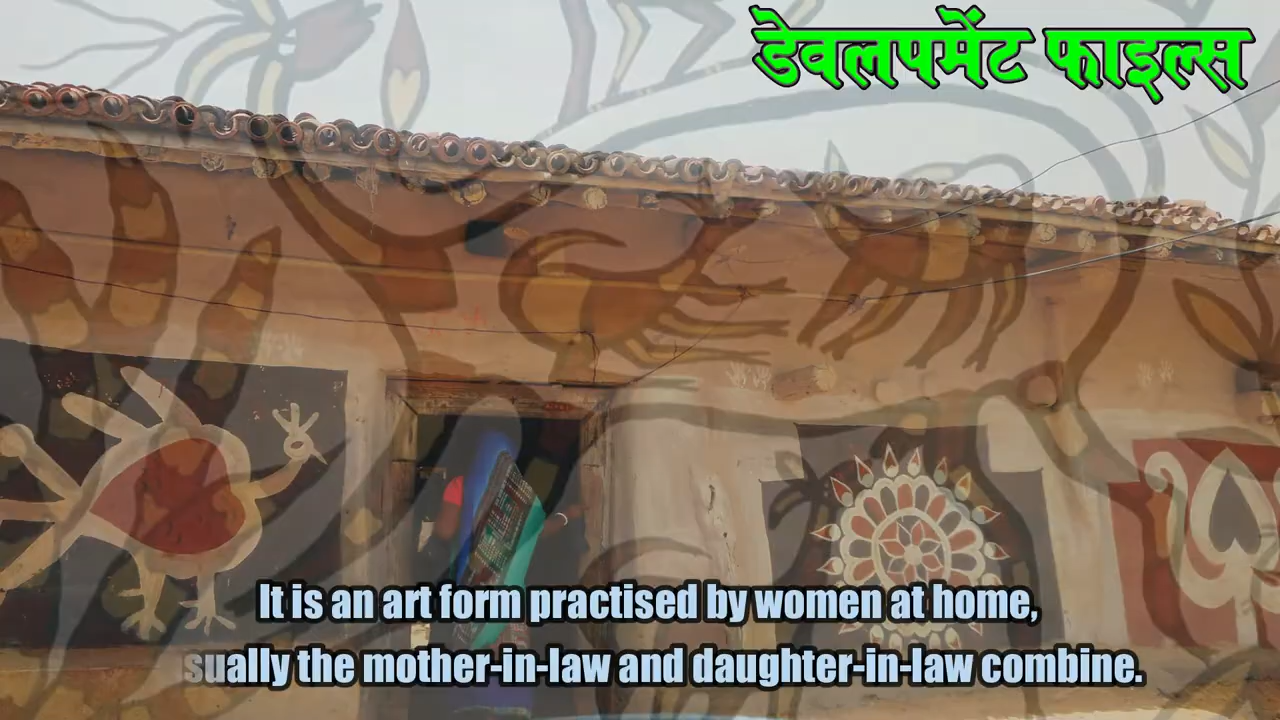 डेवलपमेंट फाइल्स
It is an art form practised by women at home,
sually the mother-in-law and daughter-in-law combine.